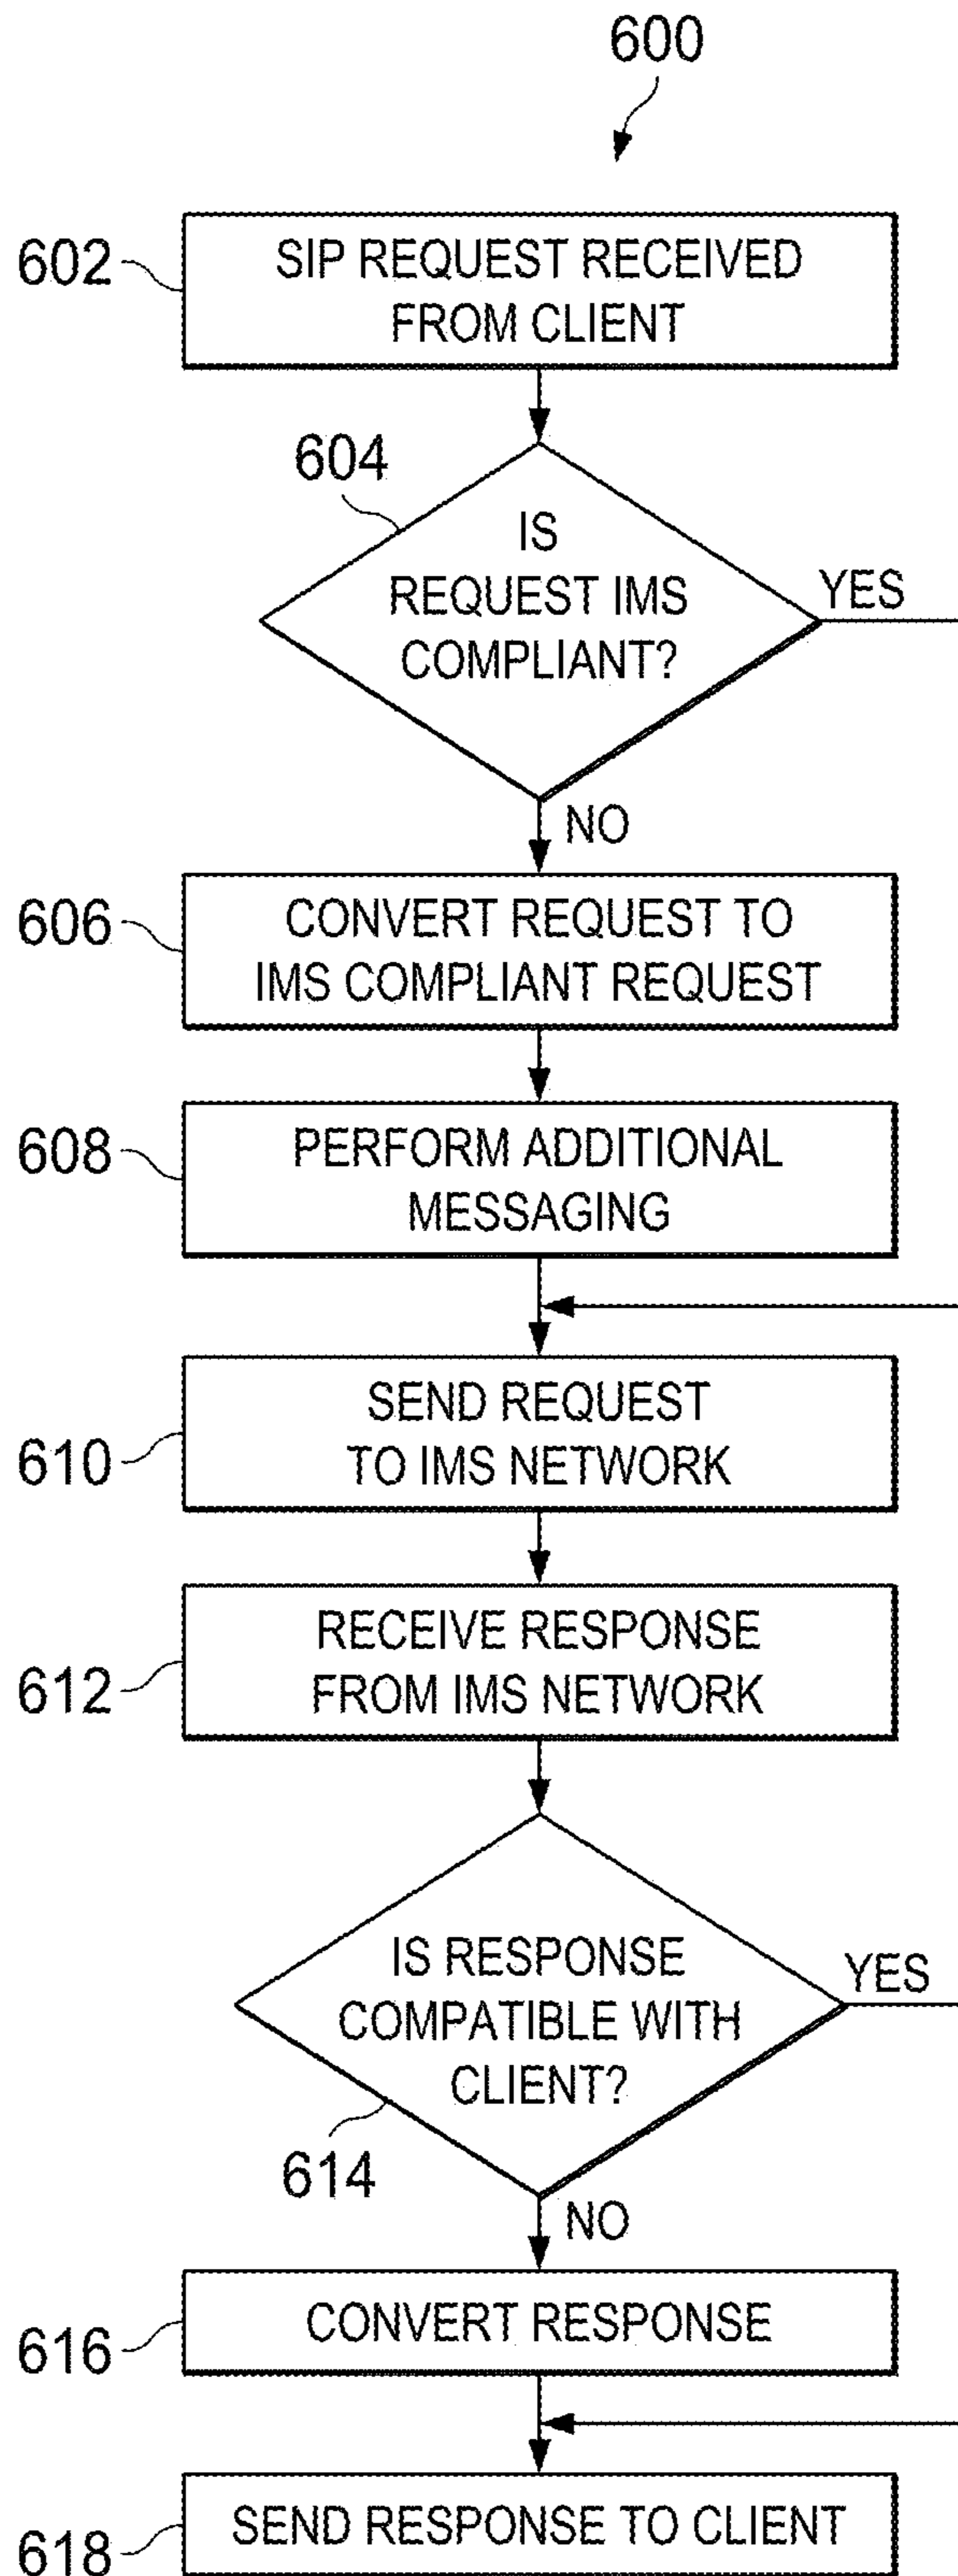 600
602
SIP REQUEST RECEIVED
FROM CLIENT
604
IS
REQUEST IMS
COMPLIANT?
YES
NO
606
CONVERT REQUEST TO
IMS COMPLIANT REQUEST
608
PERFORM ADDITIONAL
MESSAGING
610
SEND REQUEST
TO IMS NETWORK
612
RECEIVE RESPONSE
FROM IMS NETWORK
IS RESPONSE
COMPATIBLE WITH
CLIENT?
YES
614
NO
616
CONVERT RESPONSE
618
SEND RESPONSE TO CLIENT